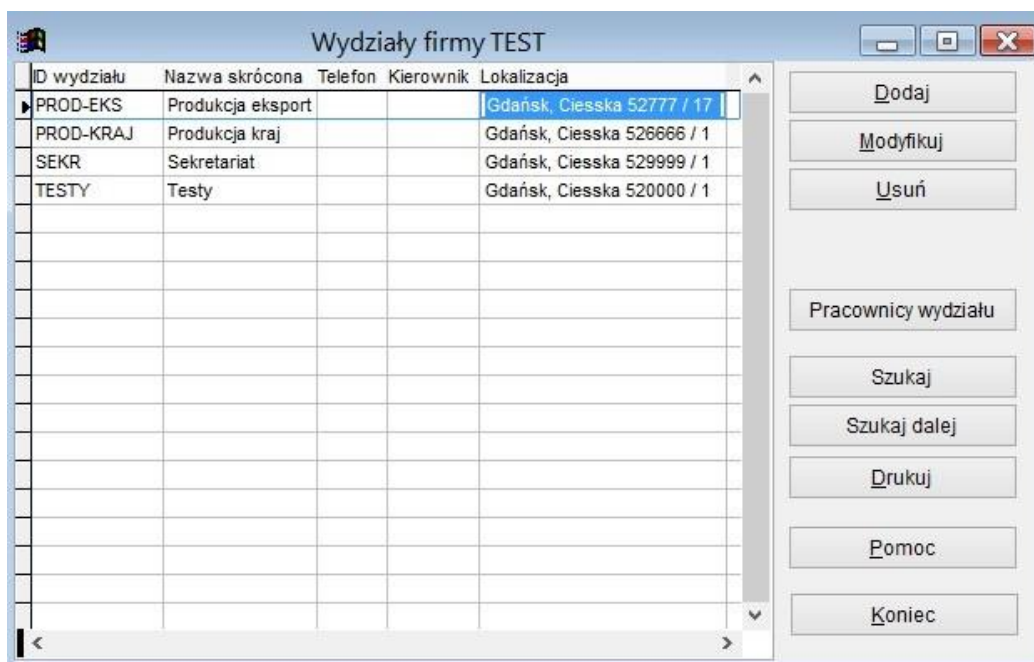 Wydziały firmy TEST
ID wydziału Nazwa skrócona Telefon Kierownik Lokalizacja
PROD-EKS Produkcja eksport Gdańsk, Ciesska 52777 / 17
PROD-KRAJ Produkcja kraj Gdańsk, Ciesska 526666 / 1
SEKR Sekretariat Gdańsk, Ciesska 529999 / 1
TESTY Testy Gdańsk, Ciesska 520000 / 1
Dodaj
Modyfikuj
Usuń
Pracownicy wydziału
Szukaj
Szukaj dalej
Drukuj
Pomoc
Koniec